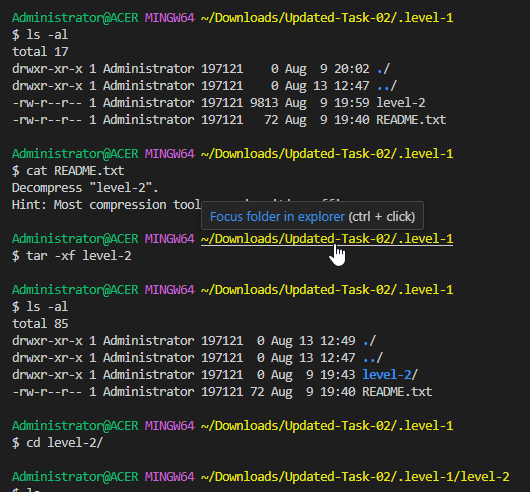 Administrator@ACER MINGW64 ~/Downloads/Updated-Task-02/.level-1
$ ls -al
total 17
drwxr-xr-x 1 Administrator 197121    0 Aug  9 20:02 ./
drwxr-xr-x 1 Administrator 197121    0 Aug 13 12:47 ../
-rw-r--r-- 1 Administrator 197121 9813 Aug  9 19:59 level-2
-rw-r--r-- 1 Administrator 197121   72 Aug  9 19:40 README.txt
Administrator@ACER MINGW64 ~/Downloads/Updated-Task-02/.level-1
$ cat README.txt
Decompress "level-2".
Hint: Most compression
Focus folder in explorer (ctrl + click)
Administrator@ACER MINGW64 ~/Downloads/Updated-Task-02/.level-1
$ tar -xf level-2
Administrator@ACER MINGW64 ~/Downloads/Updated-Task-02/.level-1
$ ls -al
total 85
drwxr-xr-x 1 Administrator 197121  0 Aug 13 12:49 ./
drwxr-xr-x 1 Administrator 197121  0 Aug 13 12:47 ../
drwxr-xr-x 1 Administrator 197121  0 Aug  9 19:43 level-2/
-rw-r--r-- 1 Administrator 197121 72 Aug  9 19:40 README.txt
Administrator@ACER MINGW64 ~/Downloads/Updated-Task-02/.level-1
$ cd level-2/
Administrator@ACER MINGW64 ~/Downloads/Updated-Task-02/.level-1/level-2
$ ls